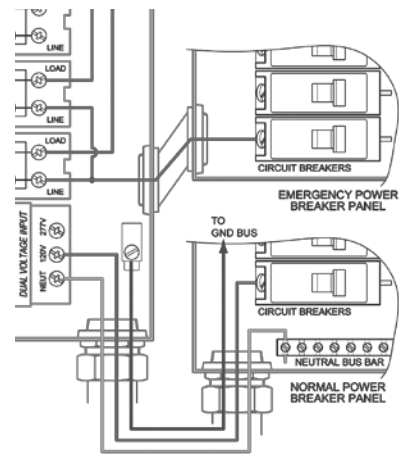 LINE
LOAD
LINE
LOAD
LINE
DUAL VOLTAGE INPUT
277V
120V
NEUT
CIRCUIT BREAKERS
EMERGENCY POWER
BREAKER PANEL
TO
GND BUS
CIRCUIT BREAKERS
NEUTRAL BUS BAR
NORMAL POWER
BREAKER PANEL